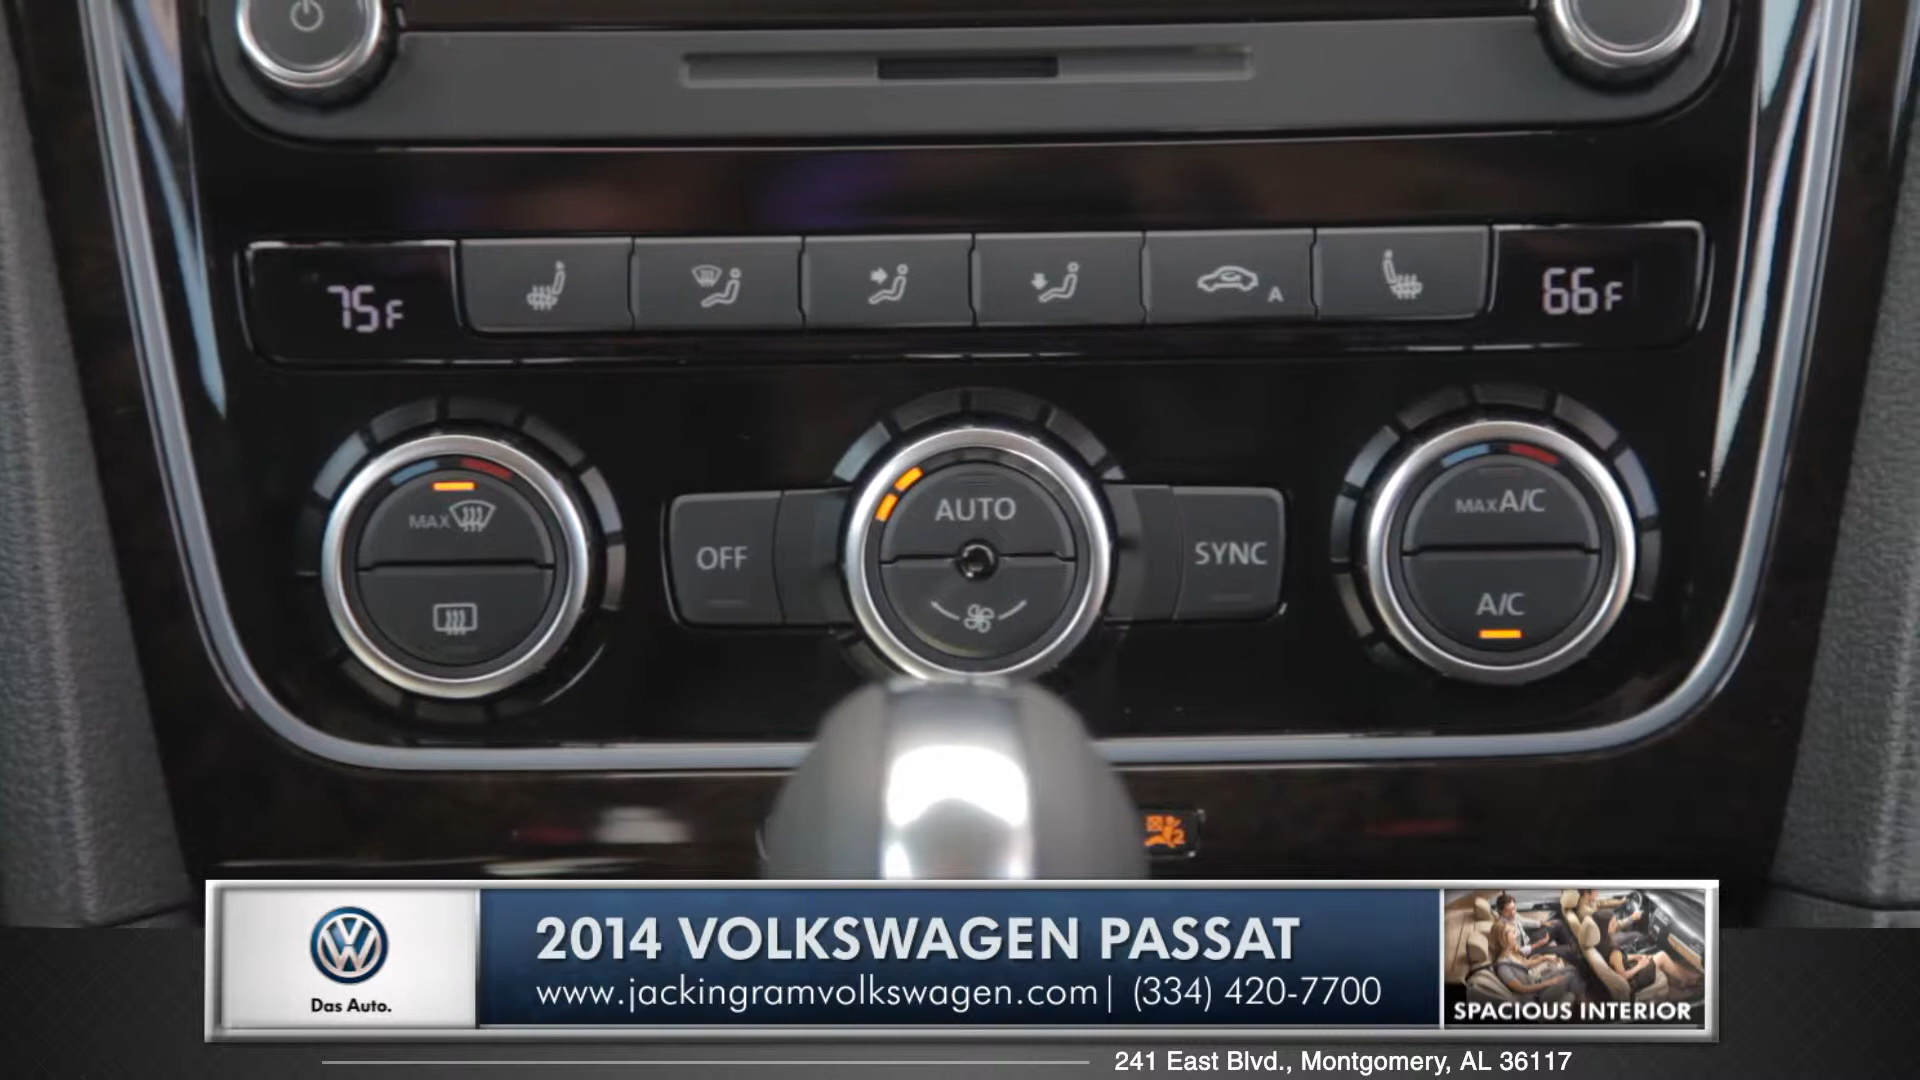 75F
A
66F
MAX
AUTO
MAX A/C
OFF
SYNC
A/C
2
2014 VOLKSWAGEN PASSAT
www.jackingramvolkswagen.com | (334) 420-7700
Das Auto.
SPACIOUS INTERIOR
241 East Blvd., Montgomery, AL 36117